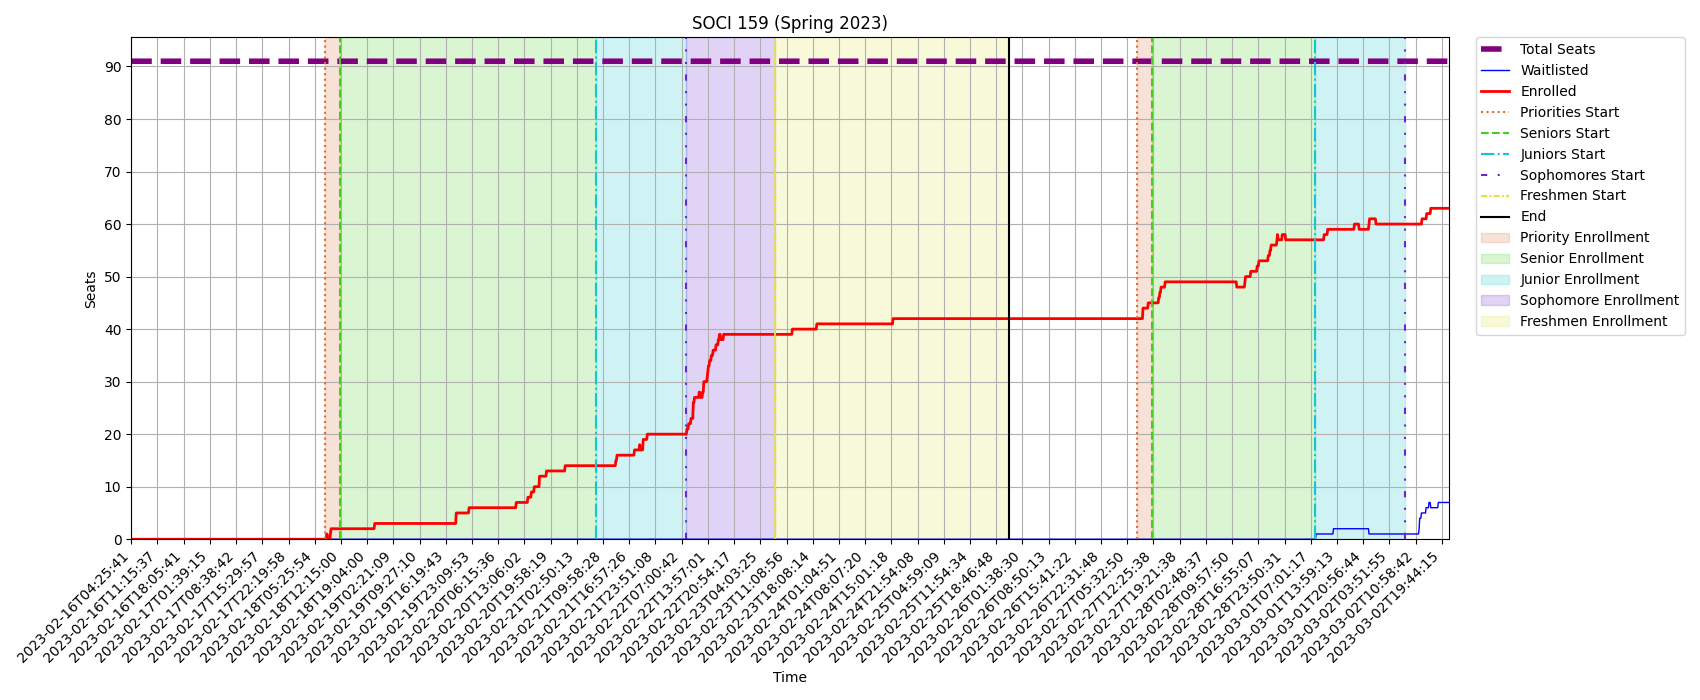 SOCI 159 (Spring 2023)
Seats
90
80
70
60
50
40
30
20
10
0
2023-02-16T04:25:41
2023-02-16T11:15:37
2023-02-16T18:05:41
2023-02-17T01:39:15
2023-02-17T08:38:42
2023-02-17T15:29:57
2023-02-17T22:19:58
2023-02-18T05:25:54
2023-02-18T12:15:00
2023-02-18T19:04:00
2023-02-19T02:21:09
2023-02-19T09:27:10
2023-02-19T16:19:43
2023-02-19T23:09:53
2023-02-20T06:15:36
2023-02-20T13:06:02
2023-02-20T19:58:19
2023-02-21T02:50:13
2023-02-21T09:58:28
2023-02-21T16:57:26
2023-02-21T23:51:08
2023-02-22T07:00:42
2023-02-22T13:57:01
2023-02-22T20:54:17
2023-02-23T04:03:25
2023-02-23T11:08:56
2023-02-23T18:08:14
2023-02-24T01:04:51
2023-02-24T08:07:20
2023-02-24T15:01:18
2023-02-24T21:54:08
2023-02-25T04:59:09
2023-02-25T11:54:34
2023-02-25T18:46:48
2023-02-26T01:38:30
2023-02-26T08:50:13
2023-02-26T15:41:22
2023-02-26T22:31:48
2023-02-27T05:32:50
2023-02-27T12:25:38
2023-02-27T19:21:38
2023-02-28T02:48:37
2023-02-28T09:57:50
2023-02-28T16:55:07
2023-02-28T23:50:31
2023-03-01T07:01:17
2023-03-01T13:59:13
2023-03-01T20:56:44
2023-03-02T03:51:55
2023-03-02T10:58:42
2023-03-02T19:44:15
Time
Total Seats
Waitlisted
Enrolled
Priorities Start
Seniors Start
Juniors Start
Sophomores Start
Freshmen Start
End
Priority Enrollment
Senior Enrollment
Junior Enrollment
Sophomore Enrollment
Freshmen Enrollment